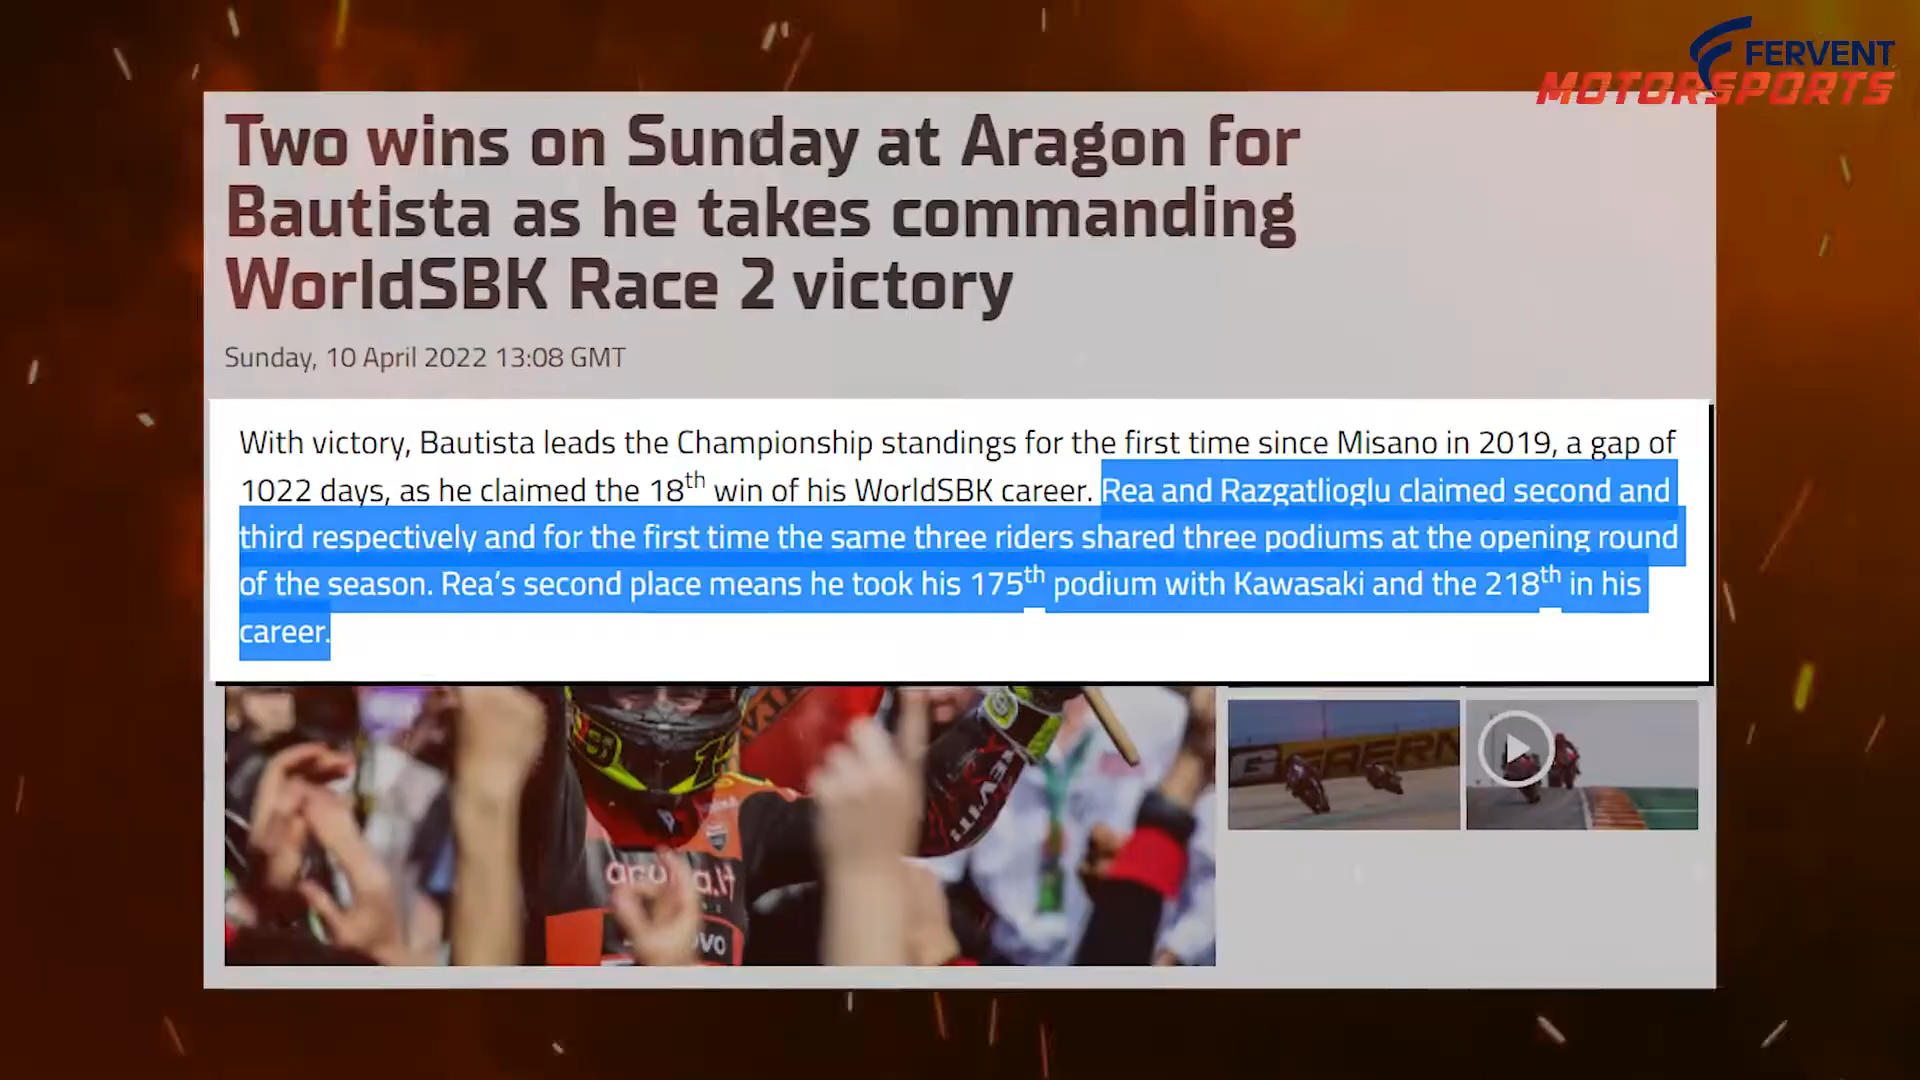 FERVENT
MOTORSPORTS
Two wins on Sunday at Aragon for
Bautista as he takes commanding
WorldSBK Race 2 victory
Sunday, 10 April 2022 13:08 GMT
With victory, Bautista leads the Championship standings for the first time since Misano in 2019, a gap of
1022 days, as he claimed the 18th win of his WorldSBK career. Rea and Razgatlioglu claimed second and
third respectively and for the first time the same three riders shared three podiums at the opening round
of the season. Rea's second place means he took his 175th podium with Kawasaki and the 218th in his
career.